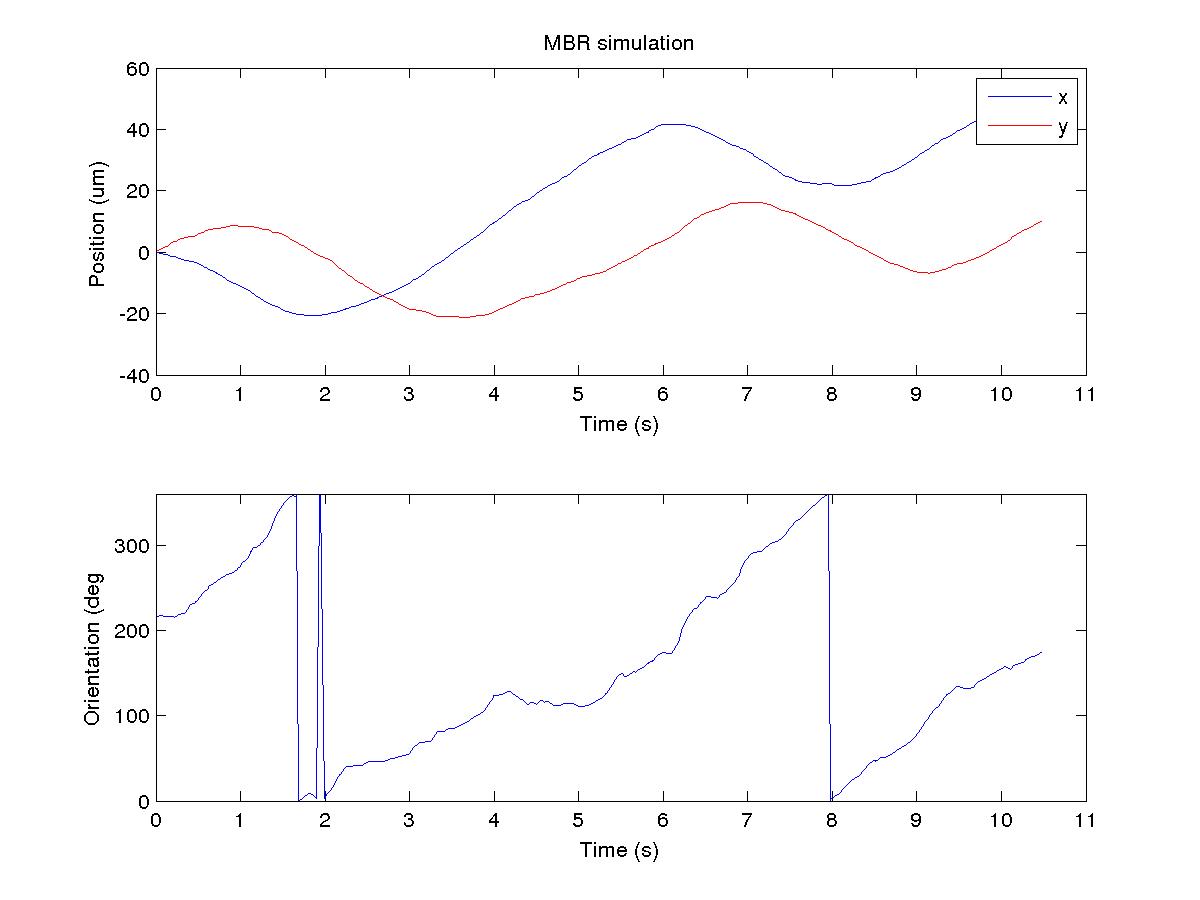 MBR simulation
60
40
20
0
-20
-40
Position (um)
x
y
0 1 2 3 4 5 6 7 8 9 10 11
Time (s)
300
200
100
0
Orientation (deg
0 1 2 3 4 5 6 7 8 9 10 11
Time (s)